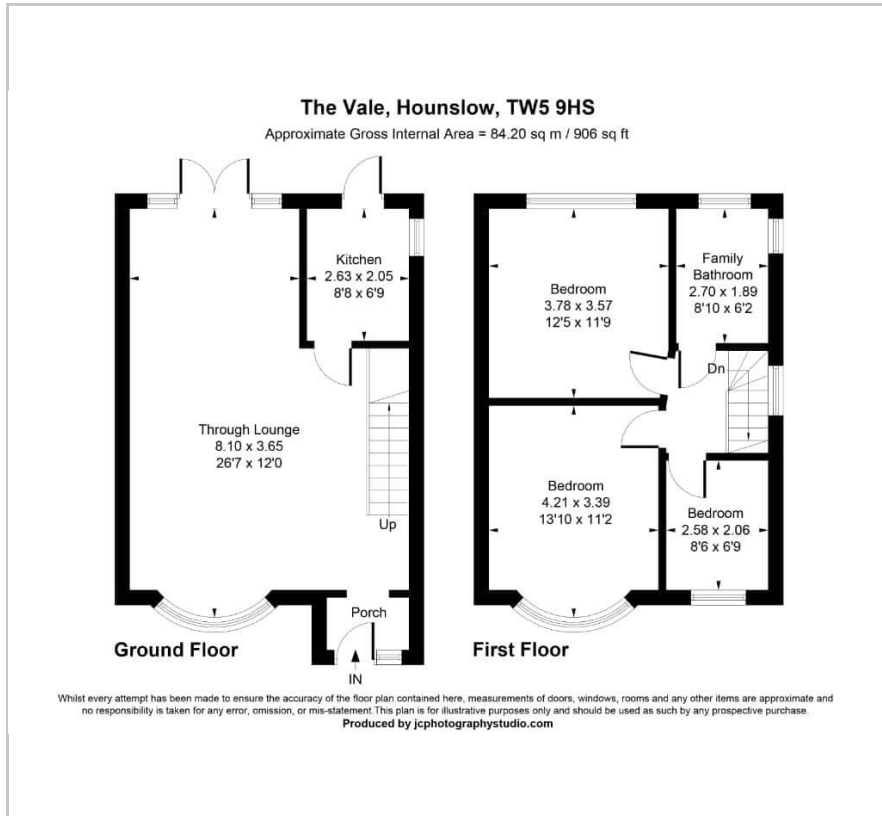 The Vale, Hounslow, TW5 9HS
Approximate Gross Internal Area = 84.20 sq m / 906 sq ft
Kitchen
2.63 x 2.05
8'8 x 6'9
Through Lounge
8.10 x 3.65
26'7 x 12'0
Up
Porch
IN
Ground Floor
Bedroom
3.78 x 3.57
12'5 x 11'9
Family
Bathroom
2.70 x 1.89
8'10 x 6'2
Dn
Bedroom
4.21 x 3.39
13'10 x 11'2
Bedroom
2.58 x 2.06
8'6 x 6'9
First Floor
Whilst every attempt has been made to ensure the accuracy of the floor plan contained here, measurements of doors, windows, rooms and any other items are approximate and
no responsibility is taken for any error, omission, or mis-statement.This plan is for illustrative purposes only and should be used as such by any prospective purchase.
Produced by jcphotographystudio.com